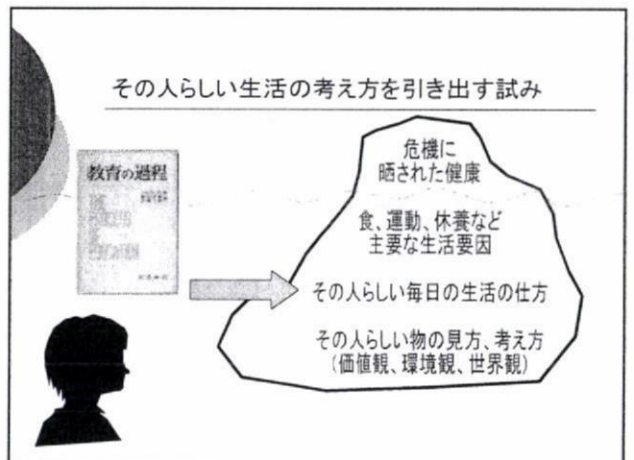 その人らしい生活の考え方を引き出す試み
教育の過程
危機に
晒された健康
食、運動、休養など
主要な生活要因
その人らしい毎日の生活の仕方
その人らしい物の見方、考え方
(価値観、環境観、世界観)